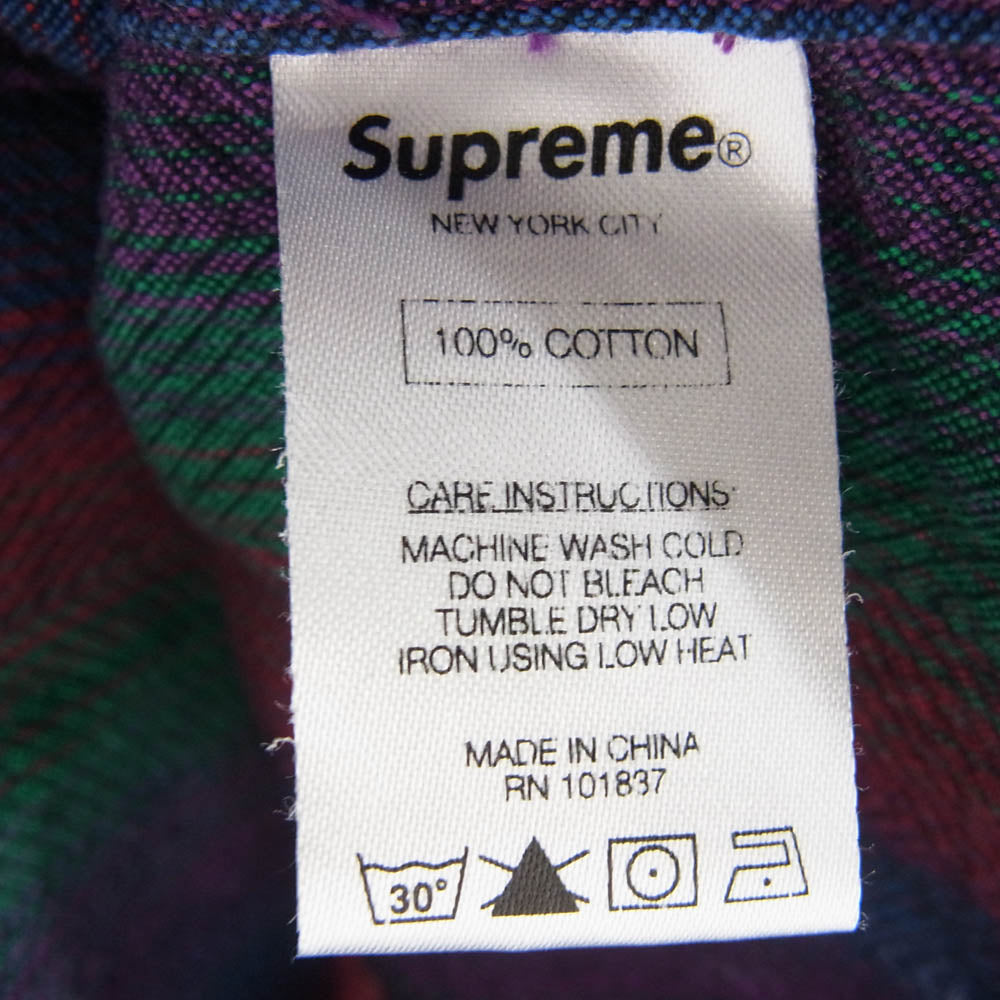 Supreme®
NEW YORK CITY
100% COTTON
CARE INSTRUCTIONS:
MACHINE WASH COLD
DO NOT BLEACH
TUMBLE DRY LOW
IRON USING LOW HEAT
MADE IN CHINA
RN 101837
30°